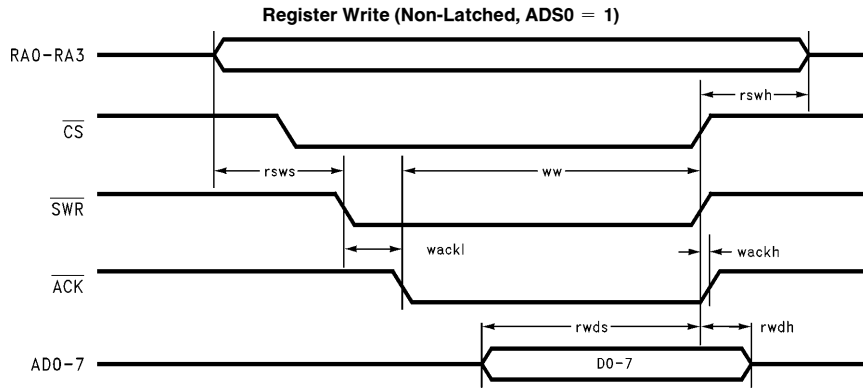 Register Write (Non-Latched, ADS0 = 1)
RA0-RA3
rswh
CS
rsws
ww
SWR
wackl
wackh
ACK
rwds
rwdh
AD0-7
D0-7